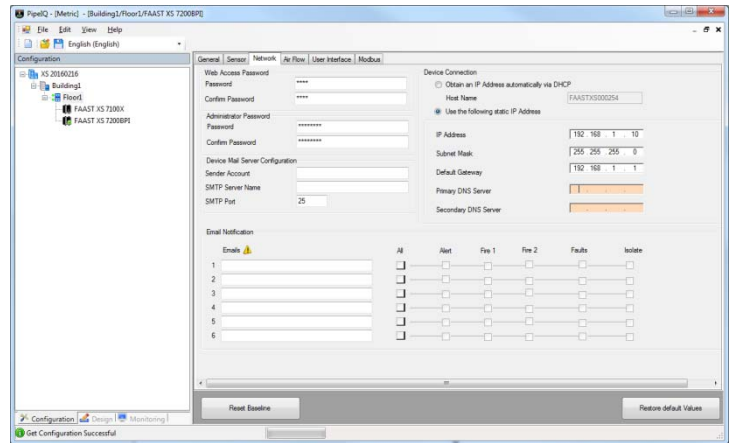 PipeIQ - [Metric] - [Building1/Floor1/FAAST XS 7200BPI]
File Edit View Help
English (English)
Configuration
XS 20160216
Building1
Floor1
FAAST XS 7100X
FAAST XS 7200BPI
General Sensor Network Air Flow User Interface Modbus
Web Access Password
Password ****
Confirm Password ****
Administrator Password
Password ********
Confirm Password ********
Device Mail Server Configuration
Sender Account
SMTP Server Name
SMTP Port 25
Device Connection
Obtain an IP Address automatically via DHCP
Host Name FAASTXS000254
Use the following static IP Address
IP Address 192 . 168 . 1 . 10
Subnet Mask 255 . 255 . 255 . 0
Default Gateway 192 . 168 . 1 . 1
Primary DNS Server . . .
Secondary DNS Server . . .
Email Notification
Emails All Alert Fire 1 Fire 2 Faults Isolate
1
2
3
4
5
6
Reset Baseline Restore default Values
Configuration Design Monitoring
Get Configuration Successful